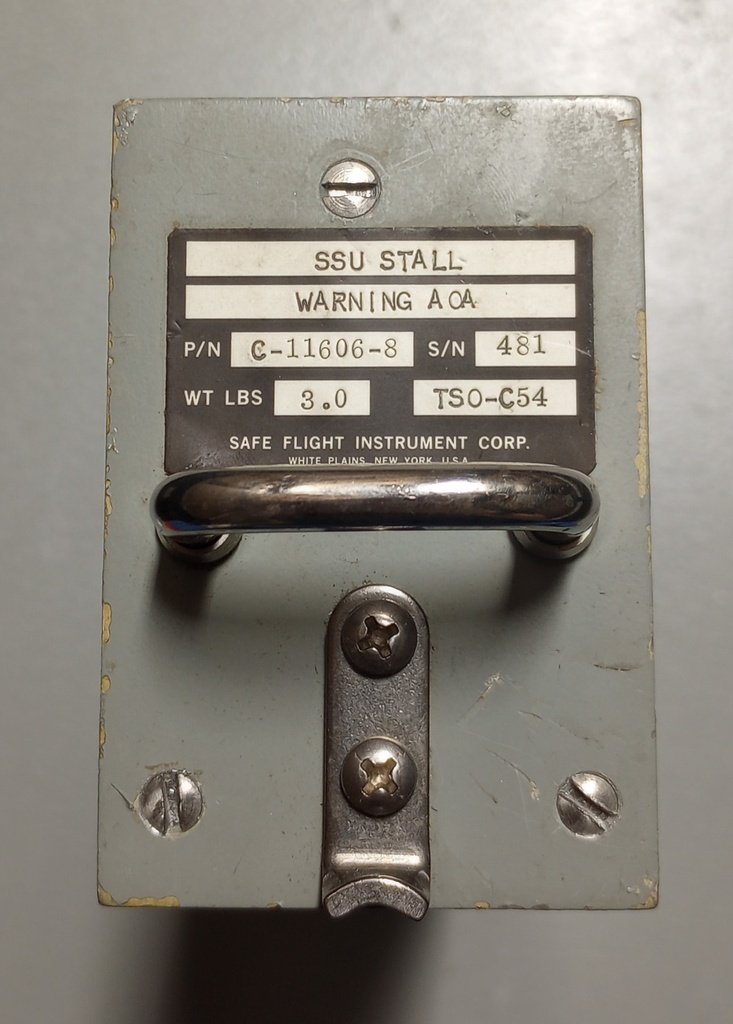 SSU STALL
WARNING AOA
P/N C-11606-8 S/N 481
WT LBS 3.0 TSO-C54
SAFE FLIGHT INSTRUMENT CORP.
WHITE PLAINS, NEW YORK, U.S.A.